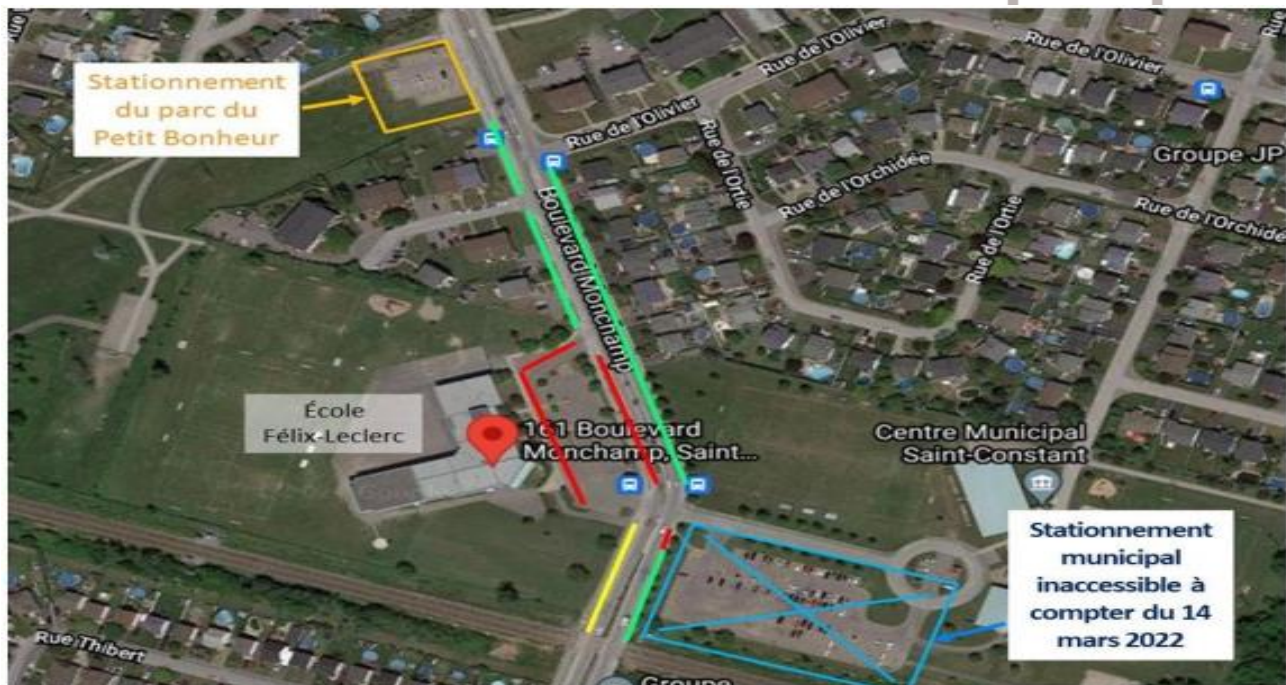 Rue de l'Olivier
Rue de l'Olivier
Stationnement
du parc du
Petit Bonheur
Rue de l'Olivier
Rue de l'Ortie
Groupe JP
Rue de l'Orchidée
Rue de l'Orchidée
Rue de l'Ortie
Boulevard Monchamp
École
Félix-Leclerc
161 Boulevard
Monchamp, Saint...
Centre Municipal
Saint-Constant
Stationnement
municipal
inaccessible à
compter du 14
mars 2022
Rue Thibert
Groupe